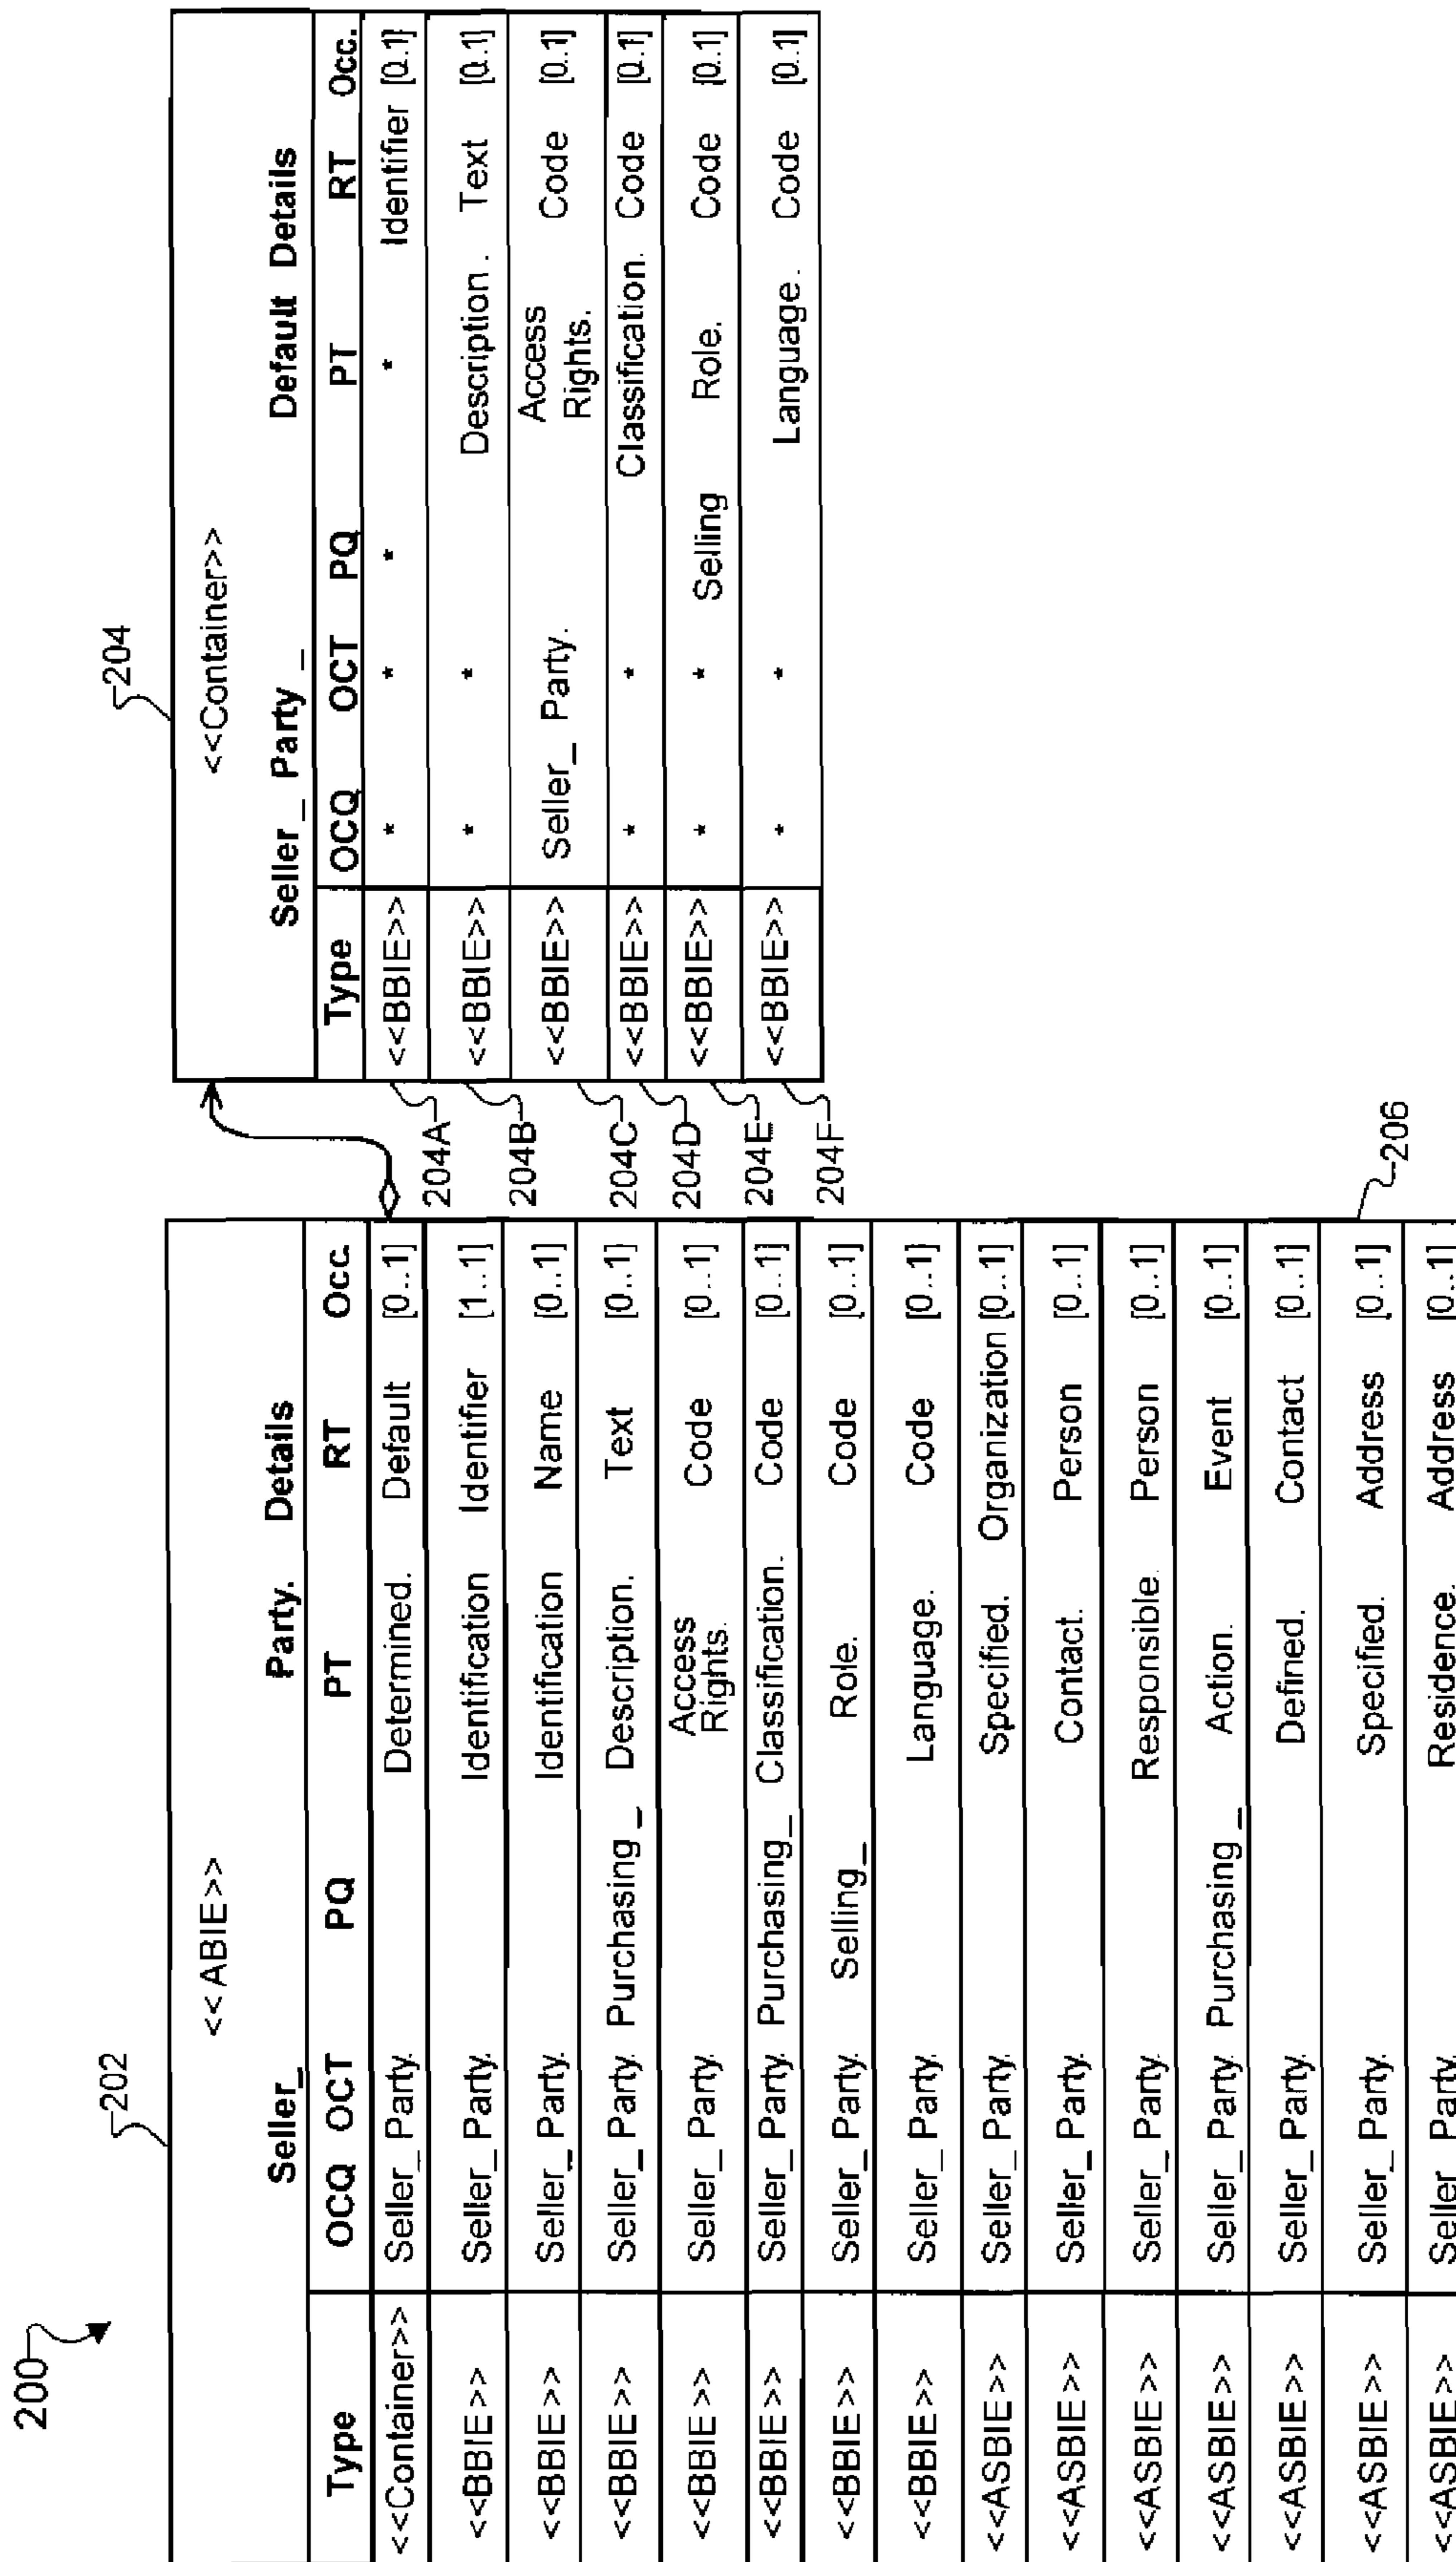 200
202
<<ABIE>>
Seller_ Party. Details
Type OCQ OCT PQ PT RT Occ.
<<Container>> Seller_ Party. Determined. Default [0..1]
<<BBIE>> Seller_ Party. Identification Identifier [1..1]
<<BBIE>> Seller_ Party. Identification Name [0..1]
<<BBIE>> Seller_ Party. Purchasing_ Description. Text [0..1]
<<BBIE>> Seller_ Party. Access Rights. Code [0..1]
<<BBIE>> Seller_ Party. Purchasing_ Classification. Code [0..1]
<<BBIE>> Seller_ Party. Selling_ Role. Code [0..1]
<<BBIE>> Seller_ Party. Language. Code [0..1]
<<ASBIE>> Seller_ Party. Specified. Organization [0..1]
<<ASBIE>> Seller_ Party. Contact. Person [0..1]
<<ASBIE>> Seller_ Party. Responsible. Person [0..1]
<<ASBIE>> Seller_ Party. Purchasing_ Action. Event [0..1]
<<ASBIE>> Seller_ Party. Defined. Contact [0..1]
<<ASBIE>> Seller_ Party. Specified. Address [0..1]
<<ASBIE>> Seller_ Party. Residence. Address [0..1]
206
204
<<Container>>
Seller_ Party_ Default Details
Type OCQ OCT PQ PT RT Occ.
<<BBIE>> * * * * Identifier [0..1]
<<BBIE>> * * Description. Text [0..1]
<<BBIE>> Seller_ Party. Access Rights. Code [0..1]
<<BBIE>> * * Classification. Code [0..1]
<<BBIE>> * * Selling Role. Code [0..1]
<<BBIE>> * * Language. Code [0..1]
204A
204B
204C
204D
204E
204F